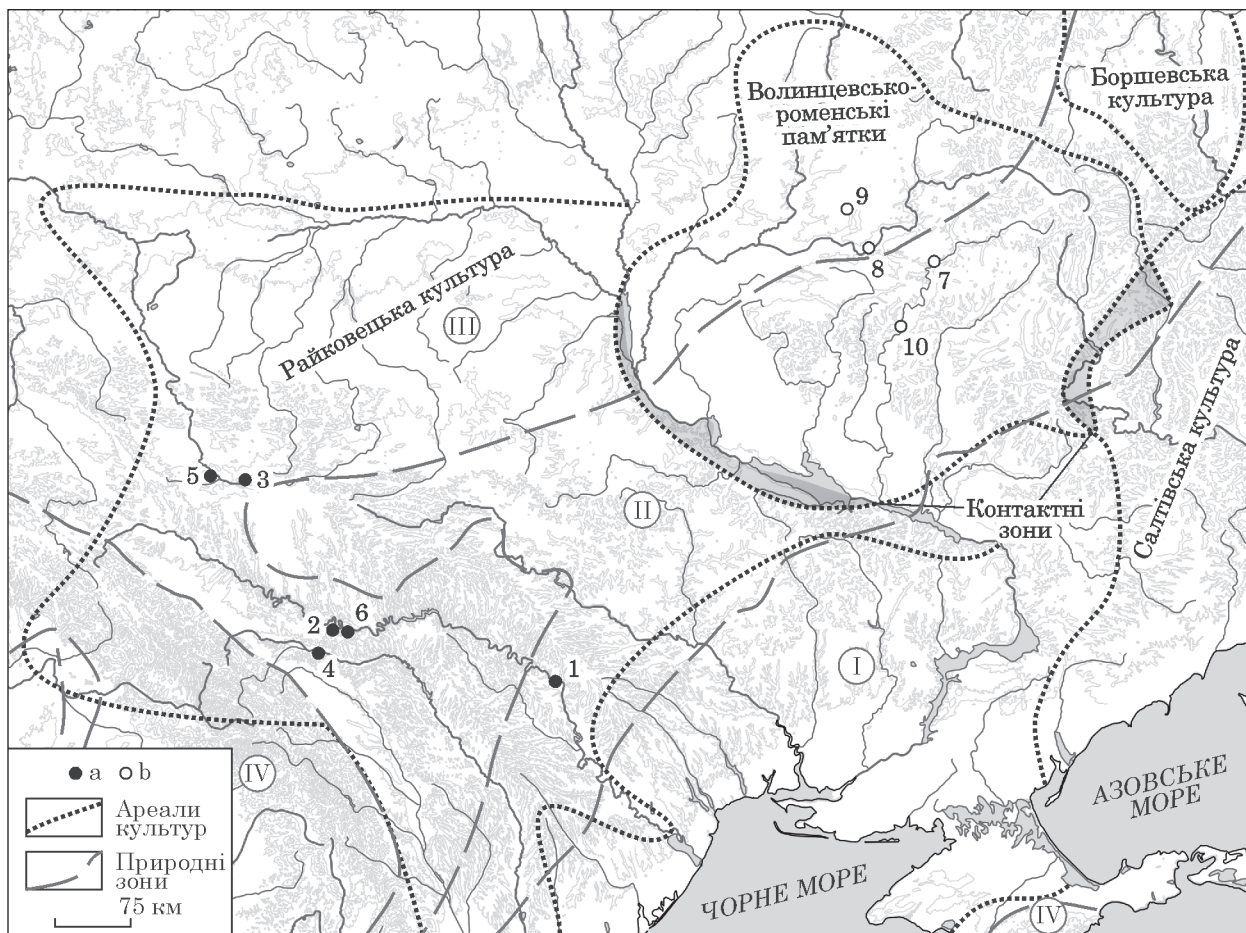 Волинцевсько-
роменські
пам'ятки
Боршевська
культура
9
8
7
10
Райковецька культура
III
Салтівська культура
5
3
II
Контактні
зони
2
6
4
1
I
IV
a
b
Ареали
культур
Природні
зони
75 км
АЗОВСЬКЕ
МОРЕ
ЧОРНЕ МОРЕ
IV